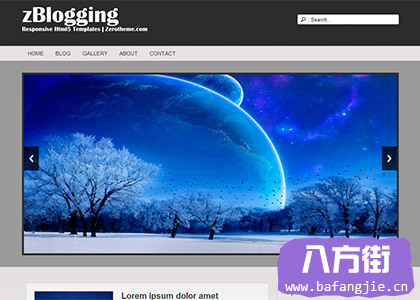 zBlogging
Responsive Html5 Templates | Zerotheme.com
Search...
HOME BLOG GALLERY ABOUT CONTACT
Lorem ipsum dolor amet
八方街
www.bafangjie.cn